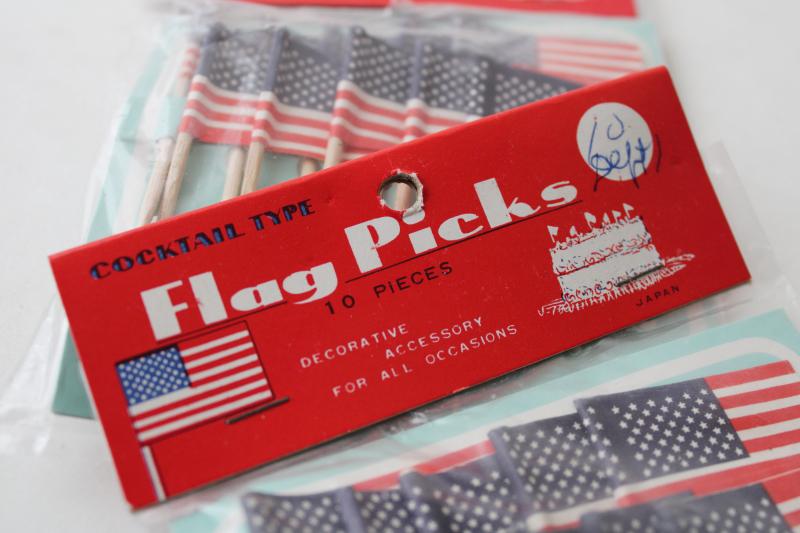 COCKTAIL TYPE
Flag Picks
10 PIECES
DECORATIVE
ACCESSORY
FOR ALL OCCASIONS
JAPAN